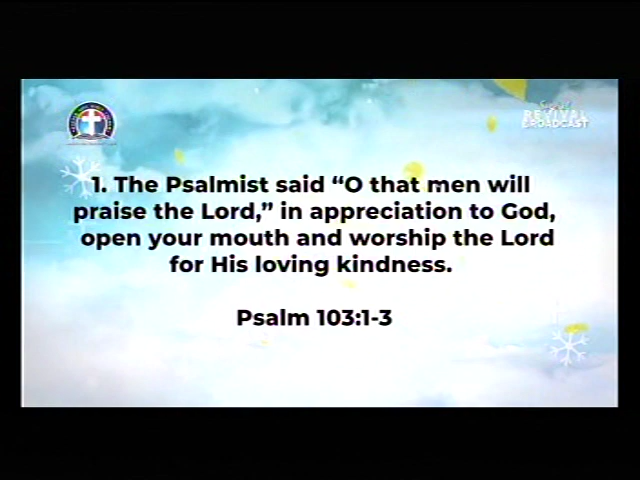 REVIVAL
BROADCAST
1. The Psalmist said “O that men will
praise the Lord,” in appreciation to God,
open your mouth and worship the Lord
for His loving kindness.
Psalm 103:1-3